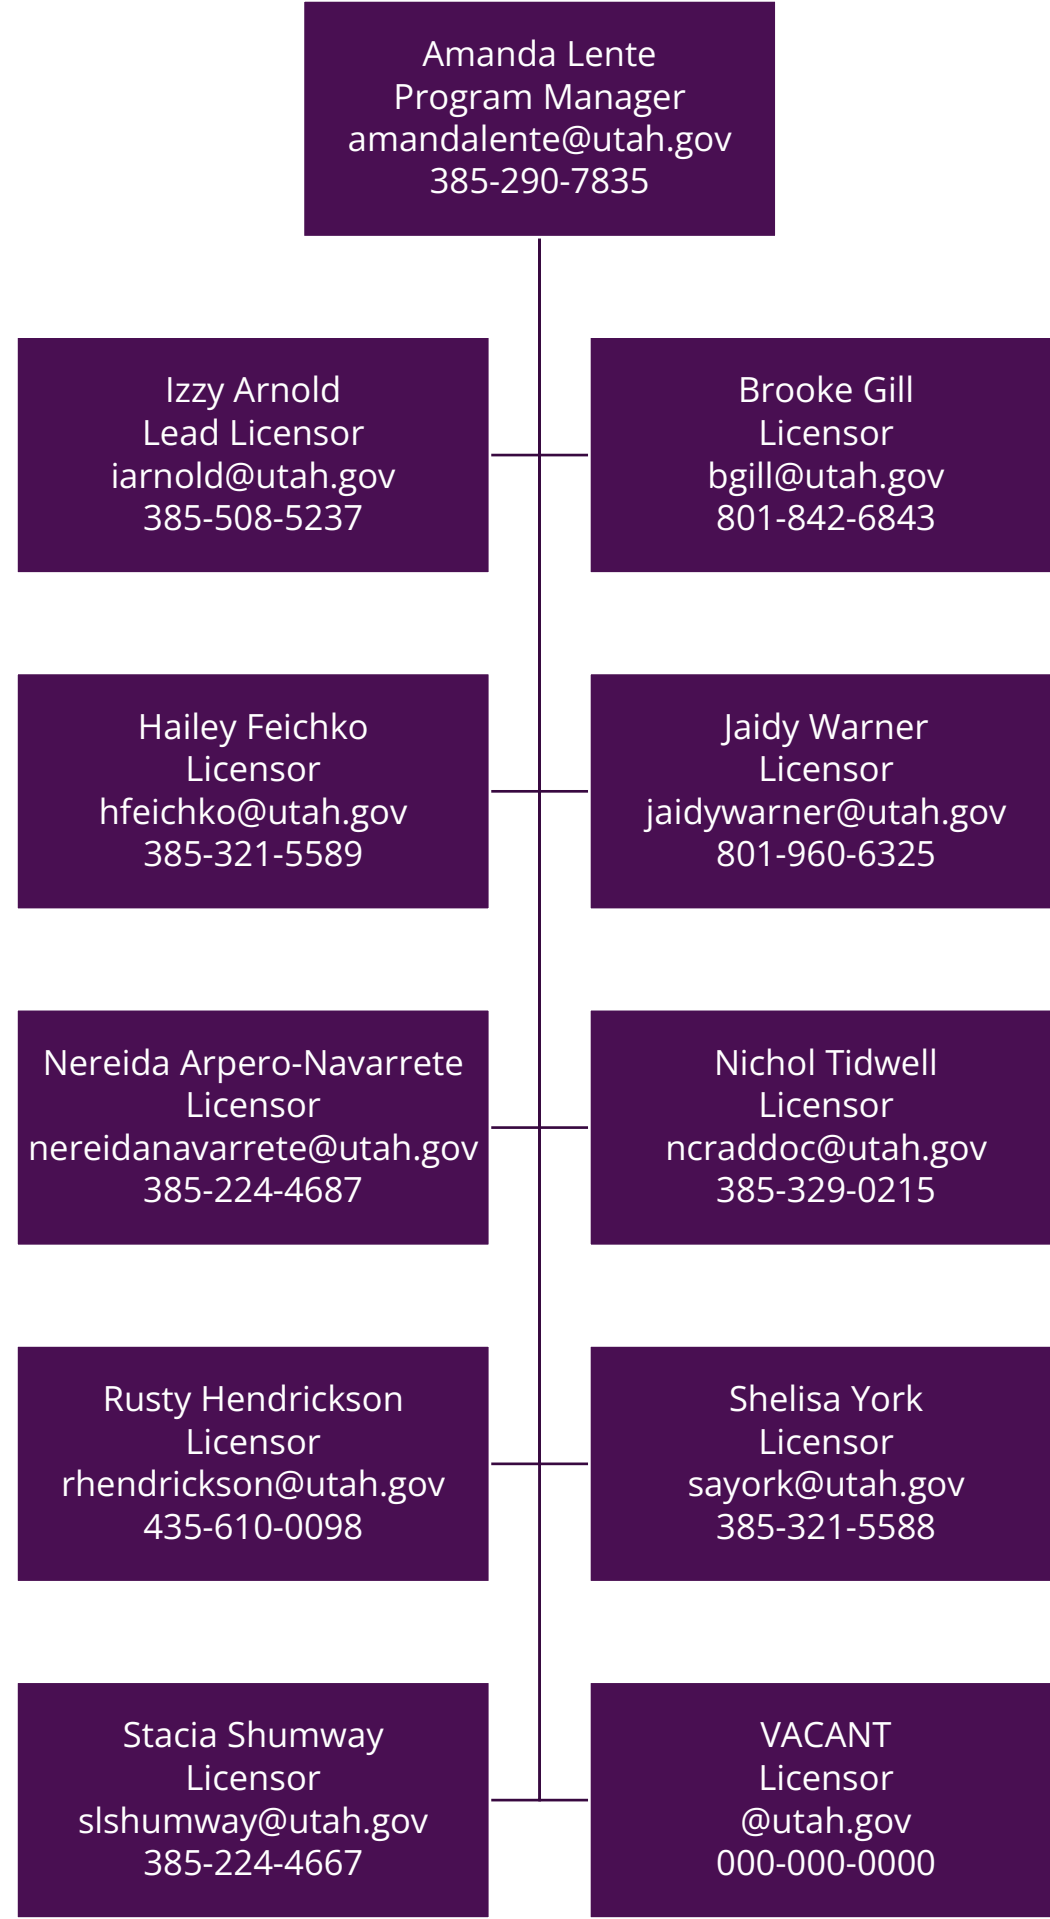 Amanda Lente
Program Manager
amandalente@utah.gov
385-290-7835
Izzy Arnold
Lead Licensor
iarnold@utah.gov
385-508-5237
Brooke Gill
Licensor
bgill@utah.gov
801-842-6843
Hailey Feichko
Licensor
hfeichko@utah.gov
385-321-5589
Jaidy Warner
Licensor
jaidywarner@utah.gov
801-960-6325
Nereida Arpero-Navarrete
Licensor
nereidanavarrete@utah.gov
385-224-4687
Nichol Tidwell
Licensor
ncraddoc@utah.gov
385-329-0215
Rusty Hendrickson
Licensor
rhendrickson@utah.gov
435-610-0098
Shelisa York
Licensor
sayork@utah.gov
385-321-5588
Stacia Shumway
Licensor
slshumway@utah.gov
385-224-4667
VACANT
Licensor
@utah.gov
000-000-0000